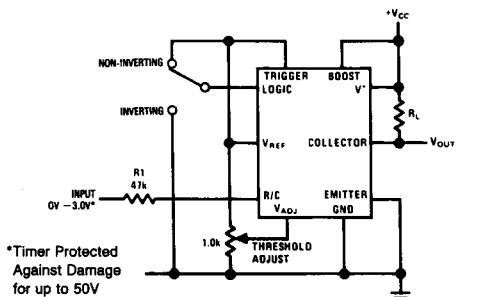 +VCC
NON-INVERTING
TRIGGER BOOST
LOGIC V+
INVERTING
RL
VREF COLLECTOR VOUT
R1
47k
INPUT
0V –3.0V*
R/C EMITTER
VADJ GND
1.0k
THRESHOLD
ADJUST
*Timer Protected
Against Damage
for up to 50V